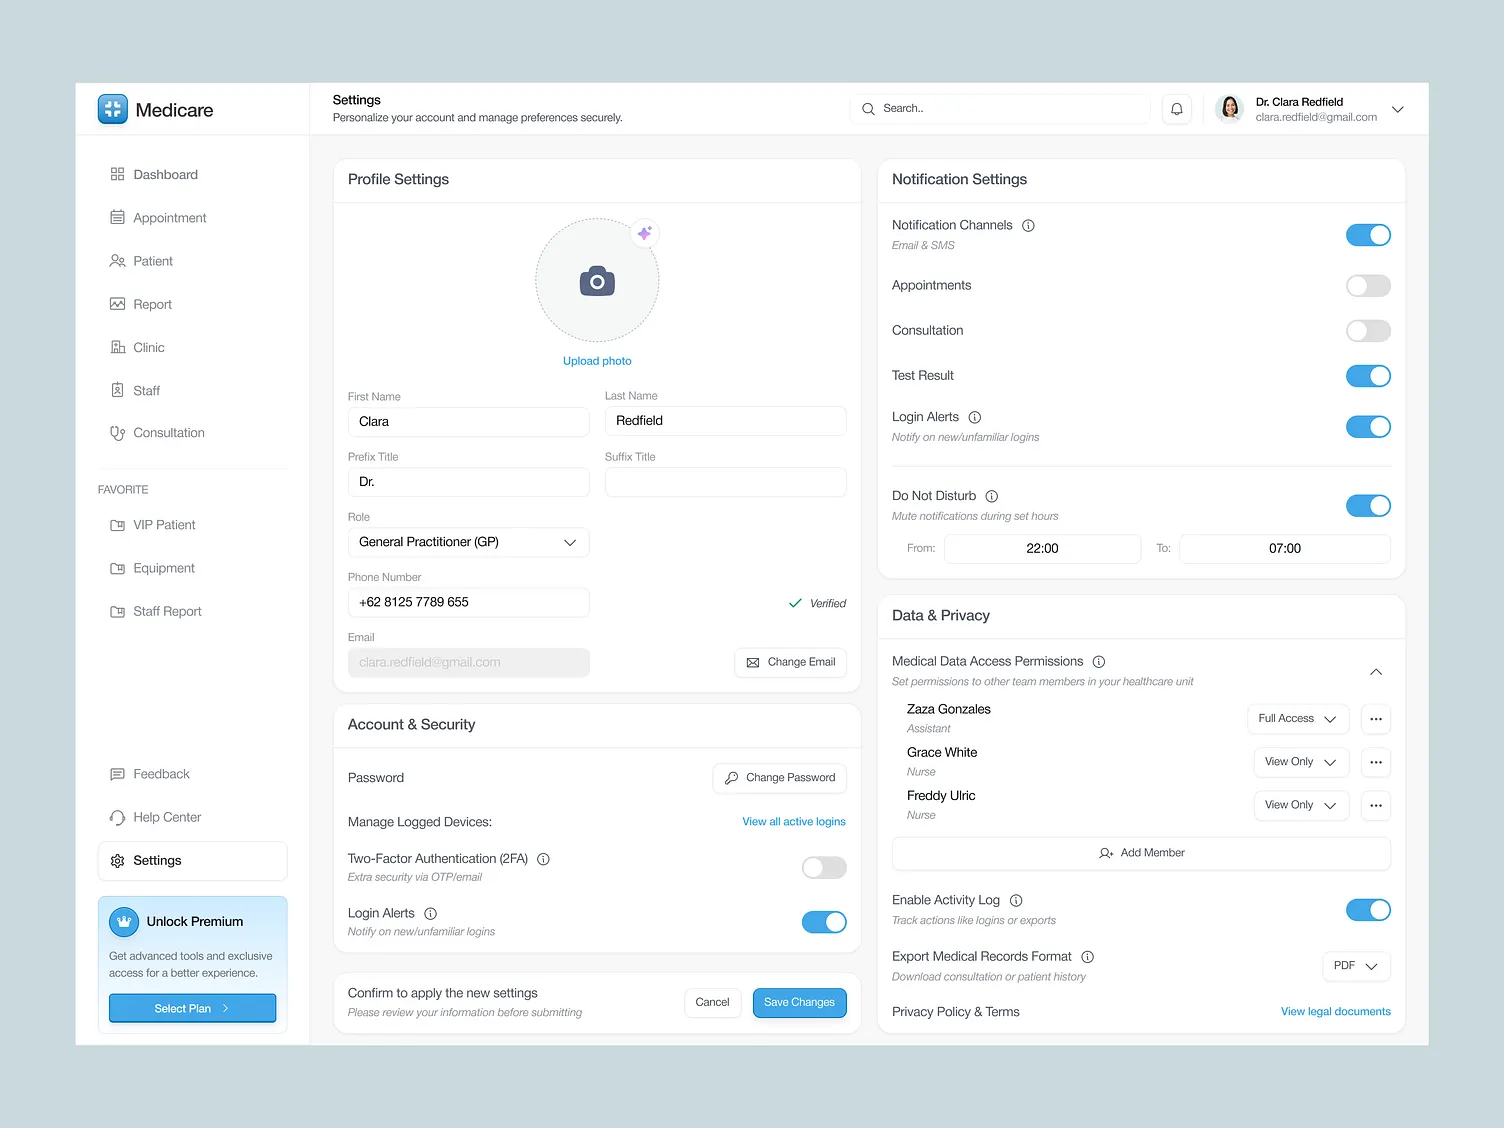 Medicare
Dashboard
Appointment
Patient
Report
Clinic
Staff
Consultation
FAVORITE
VIP Patient
Equipment
Staff Report
Feedback
Help Center
Settings
Unlock Premium
Get advanced tools and exclusive
access for a better experience.
Select Plan
Settings
Personalize your account and manage preferences securely.
Search..
Dr. Clara Redfield
clara.redfield@gmail.com
Profile Settings
Upload photo
First Name
Last Name
Clara
Redfield
Prefix Title
Suffix Title
Dr.
Role
General Practitioner (GP)
Phone Number
+62 8125 7789 655
Verified
Email
clara.redfield@gmail.com
Change Email
Account & Security
Password
Change Password
Manage Logged Devices:
View all active logins
Two-Factor Authentication (2FA)
Extra security via OTP/email
Login Alerts
Notify on new/unfamiliar logins
Confirm to apply the new settings
Please review your information before submitting
Cancel
Save Changes
Notification Settings
Notification Channels
Email & SMS
Appointments
Consultation
Test Result
Login Alerts
Notify on new/unfamiliar logins
Do Not Disturb
Mute notifications during set hours
From:
22:00
To:
07:00
Data & Privacy
Medical Data Access Permissions
Set permissions to other team members in your healthcare unit
Zaza Gonzales
Assistant
Full Access
Grace White
Nurse
View Only
Freddy Ulric
Nurse
View Only
Add Member
Enable Activity Log
Track actions like logins or exports
Export Medical Records Format
Download consultation or patient history
PDF
Privacy Policy & Terms
View legal documents